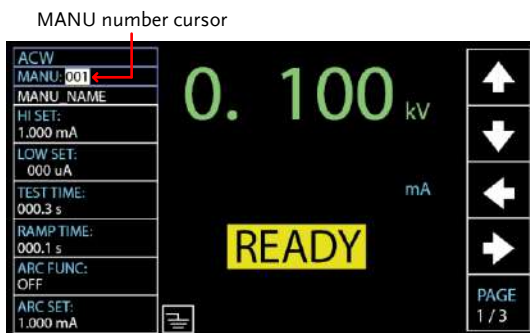 MANU number cursor
ACW
MANU: 001
MANU_NAME
HI SET:
1.000 mA
LOW SET:
000 uA
TEST TIME:
000.3 s
RAMP TIME:
000.1 s
ARC FUNC:
OFF
ARC SET:
1.000 mA
0. 100 kV
mA
READY
PAGE
1 / 3